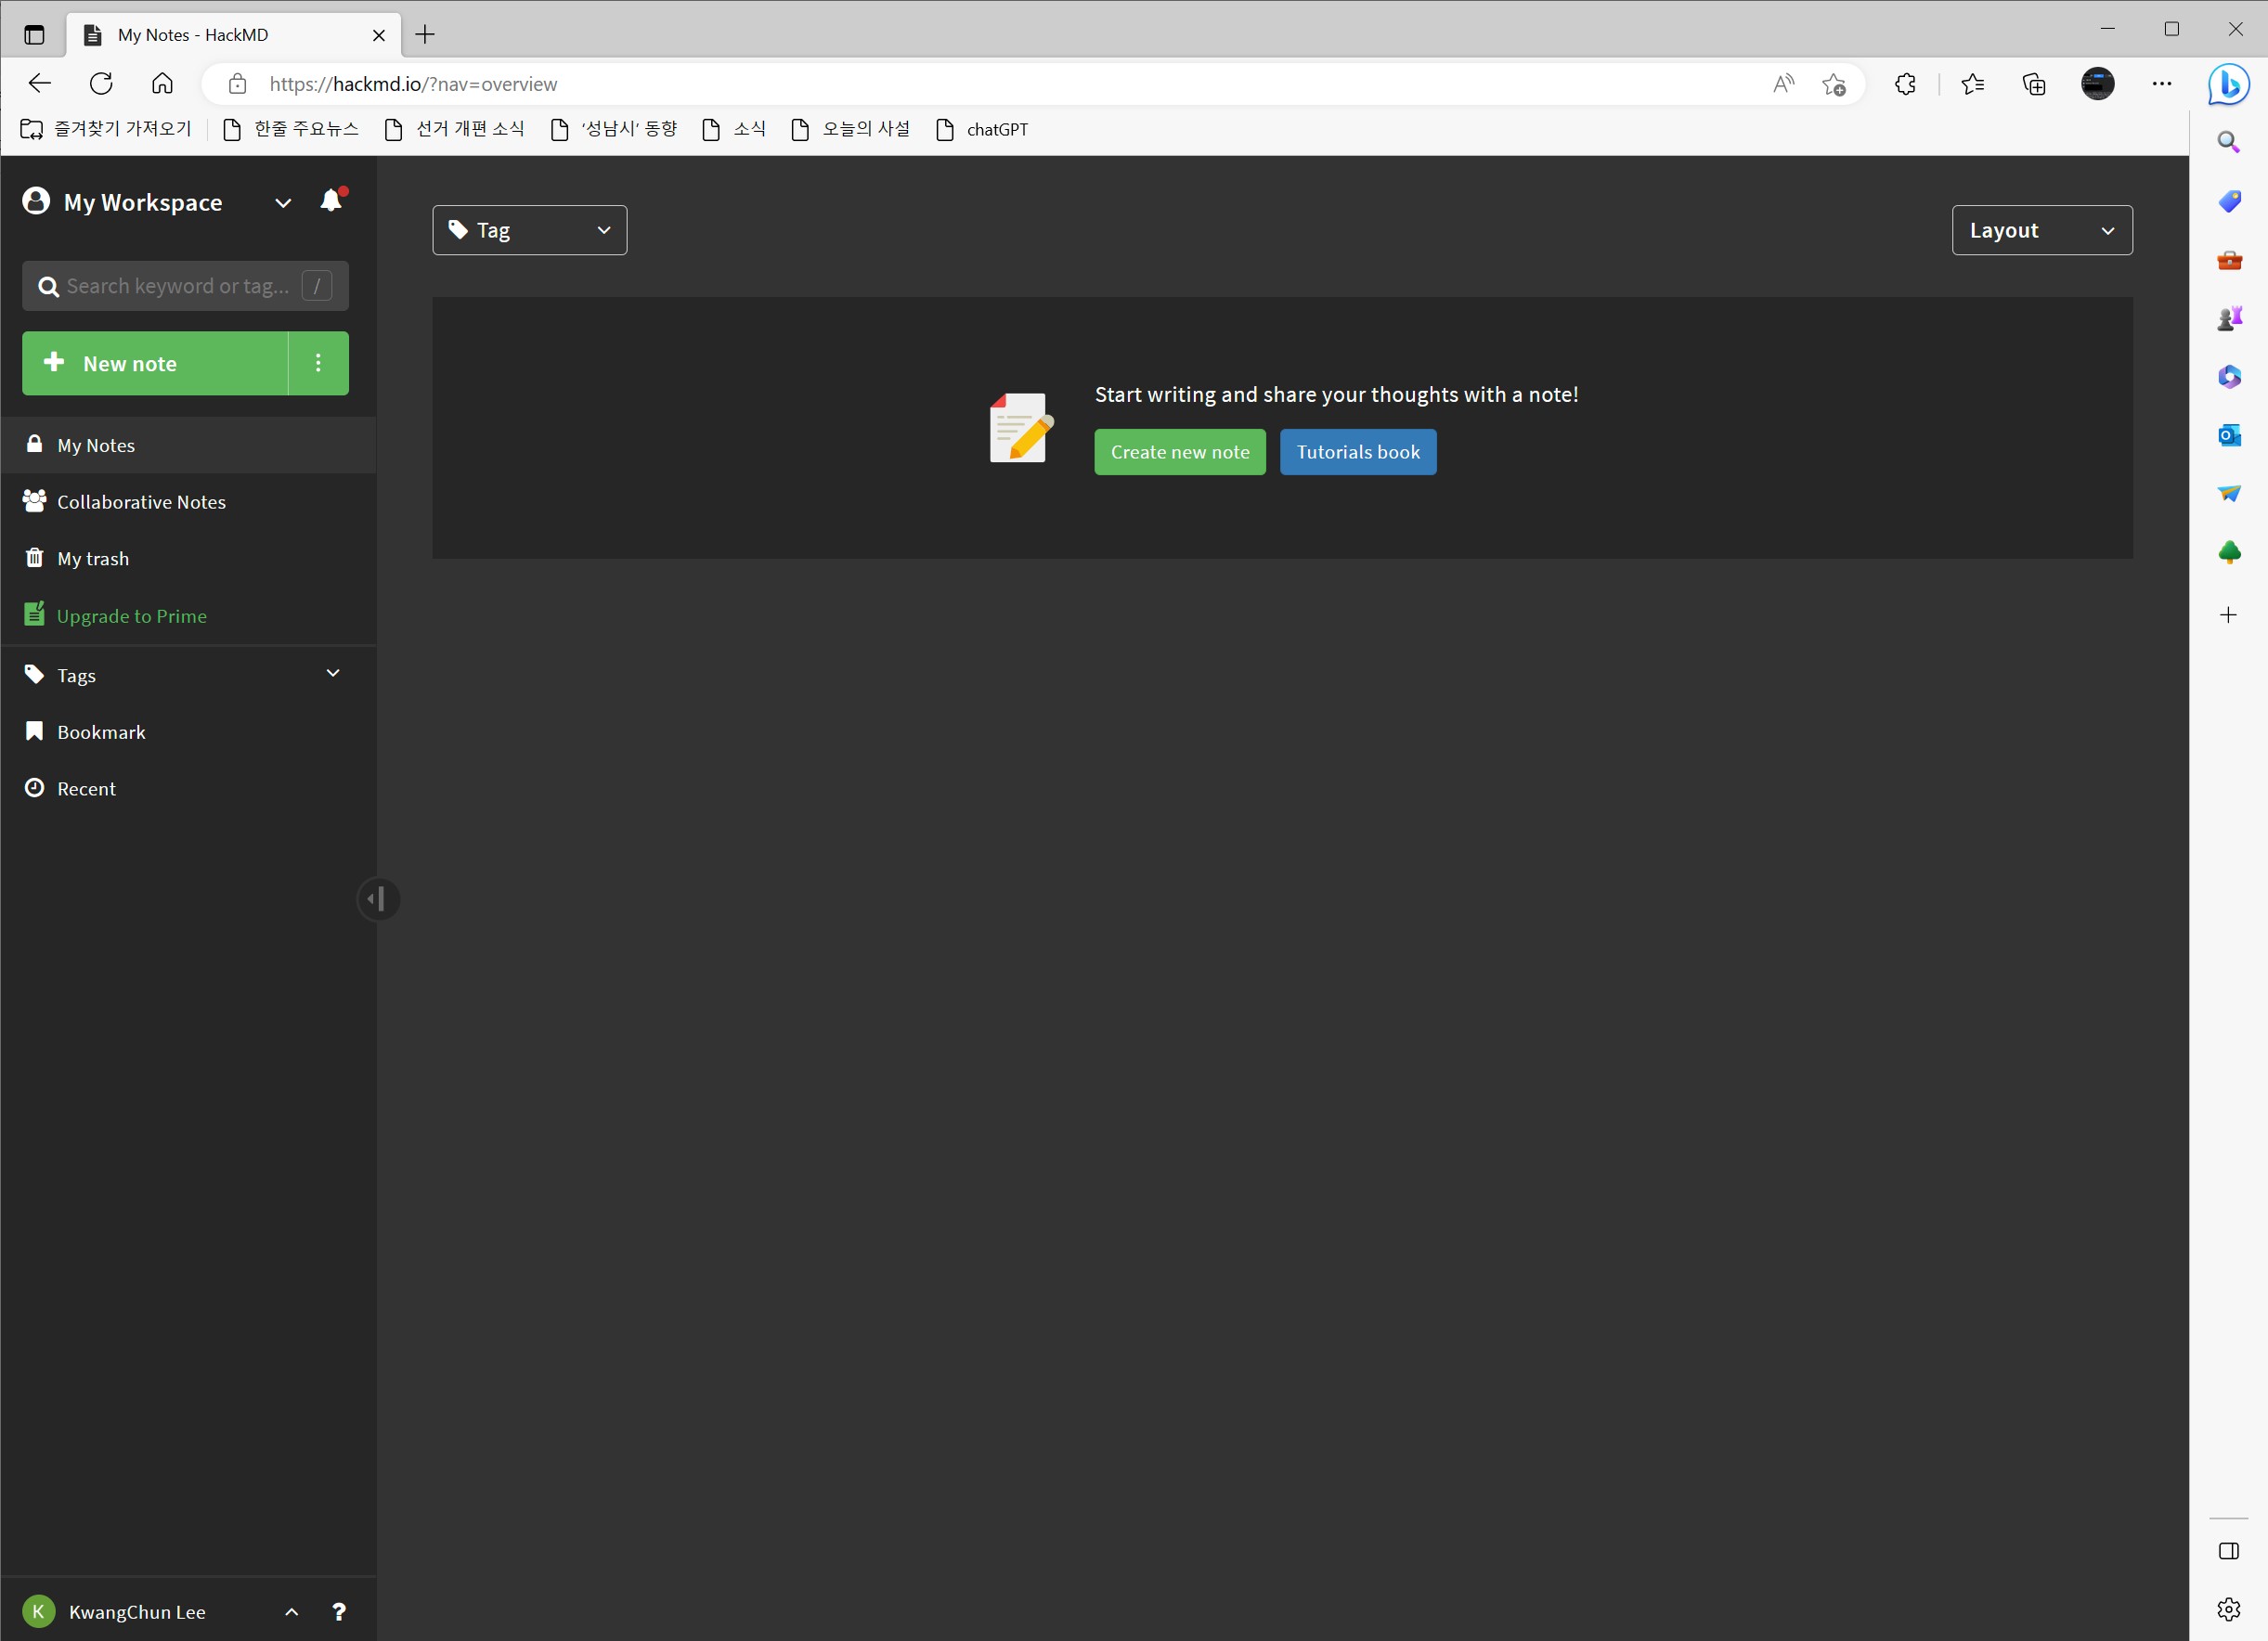 My Notes - HackMD
https://hackmd.io/?nav=overview
즐겨찾기 가져오기 한줄 주요뉴스 선거 개편 소식 '성남시' 동향 소식 오늘의 사설 chatGPT
My Workspace
Tag
Layout
Search keyword or tag... /
New note
Start writing and share your thoughts with a note!
Create new note Tutorials book
My Notes
Collaborative Notes
My trash
Upgrade to Prime
Tags
Bookmark
Recent
K KwangChun Lee ?